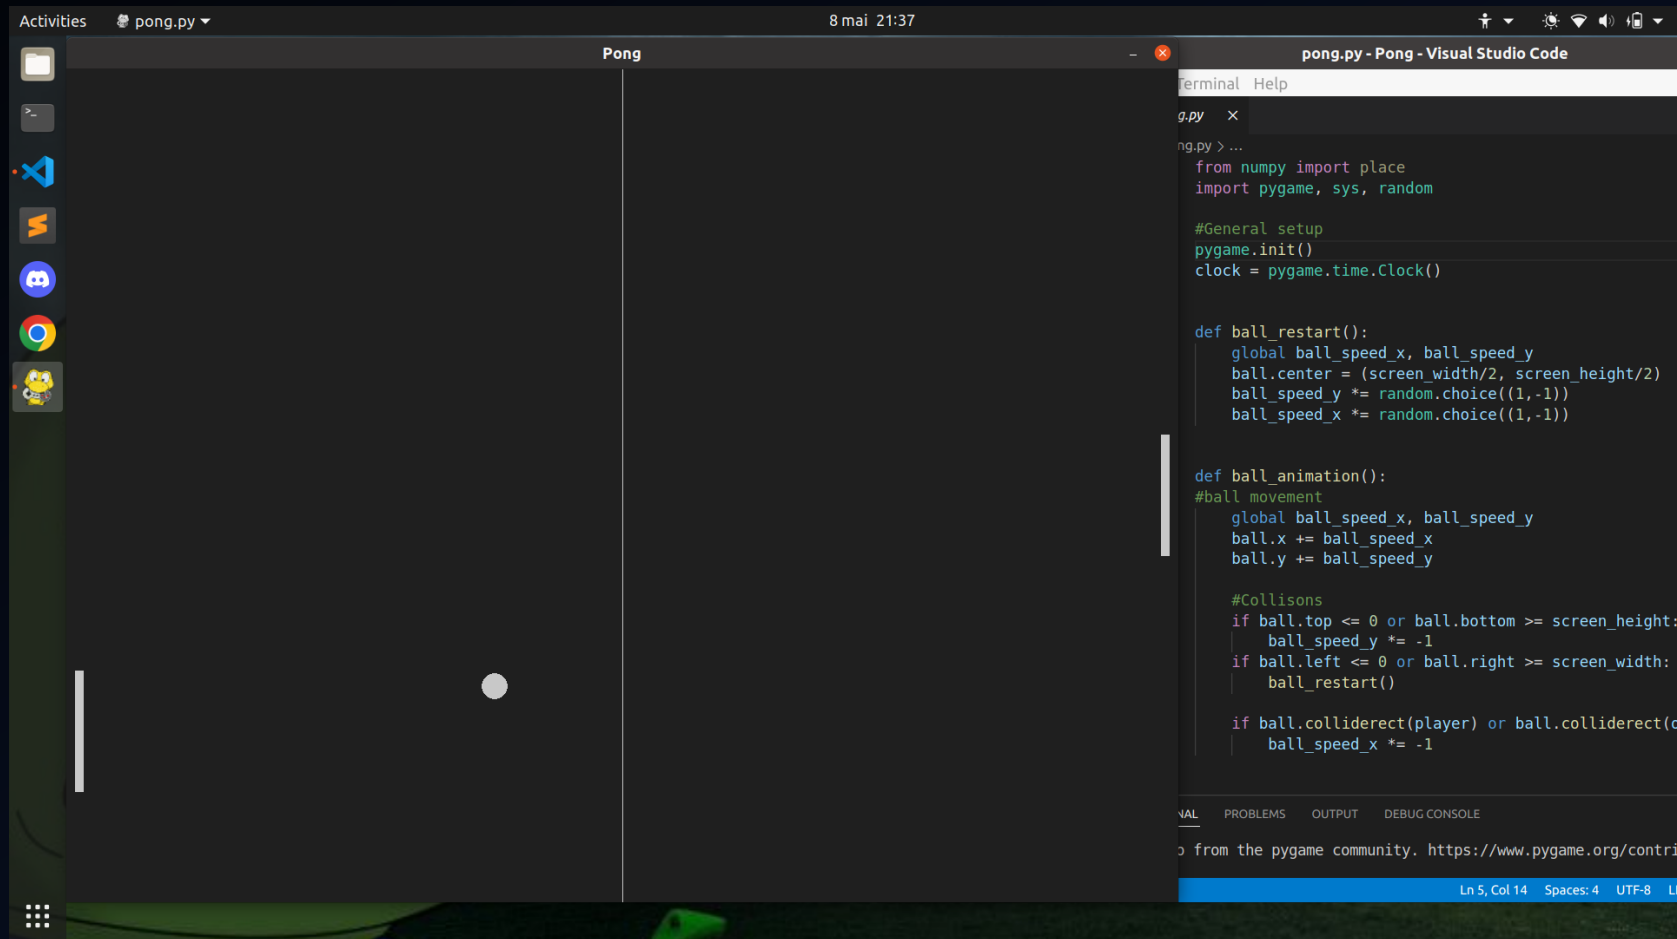 Activities pong.py 8 mai 21:37
Pong
pong.py - Pong - Visual Studio Code
Terminal Help
g.py
ng.py > ...
from numpy import place
import pygame, sys, random
#General setup
pygame.init()
clock = pygame.time.Clock()
def ball_restart():
global ball_speed_x, ball_speed_y
ball.center = (screen_width/2, screen_height/2)
ball_speed_y *= random.choice((1,-1))
ball_speed_x *= random.choice((1,-1))
def ball_animation():
#ball movement
global ball_speed_x, ball_speed_y
ball.x += ball_speed_x
ball.y += ball_speed_y
#Collisons
if ball.top <= 0 or ball.bottom >= screen_height:
ball_speed_y *= -1
if ball.left <= 0 or ball.right >= screen_width:
ball_restart()
if ball.colliderect(player) or ball.colliderect(
ball_speed_x *= -1
NAL PROBLEMS OUTPUT DEBUG CONSOLE
from the pygame community. https://www.pygame.org/contri
Ln 5, Col 14 Spaces: 4 UTF-8